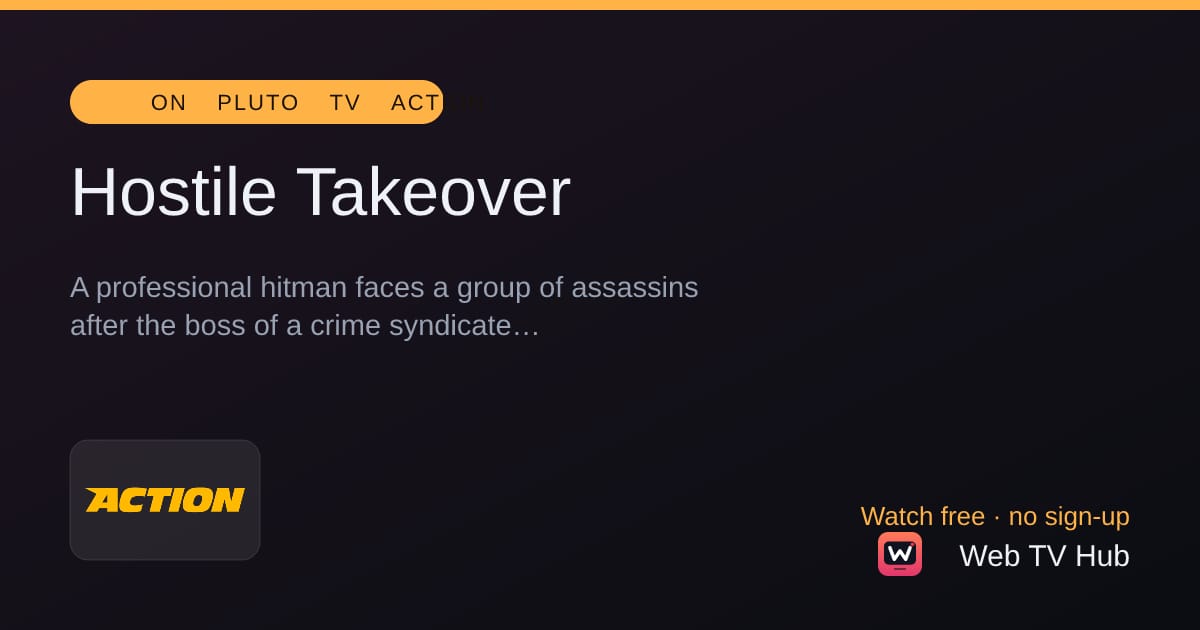 ON PLUTO TV ACTION
Hostile Takeover
A professional hitman faces a group of assassins
after the boss of a crime syndicate…
ACTION
Watch free · no sign-up
W
Web TV Hub